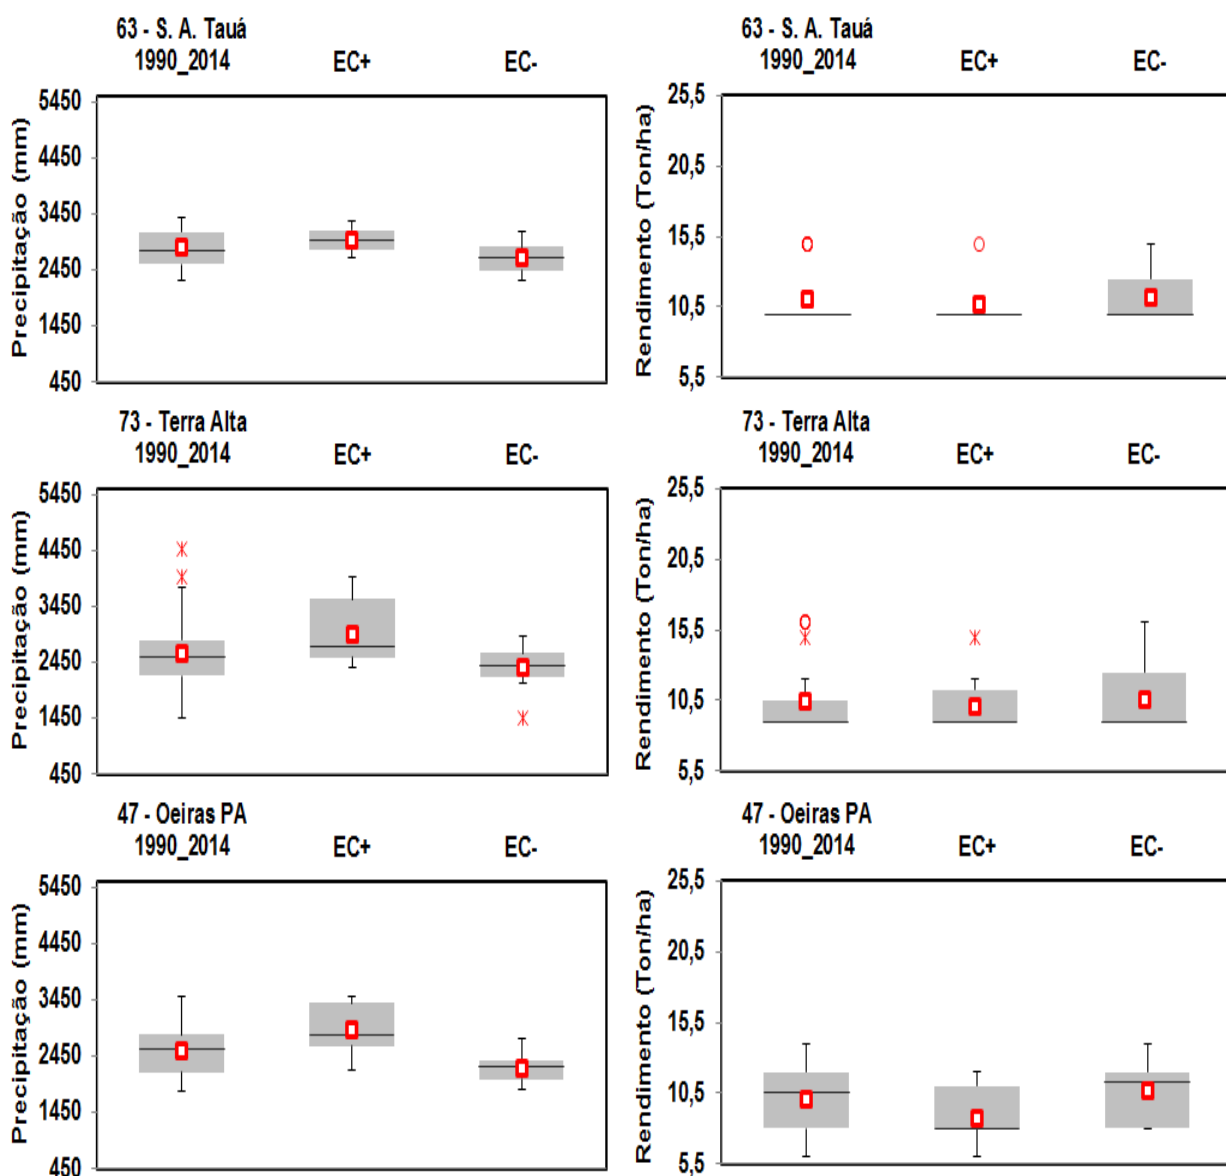 63 - S. A. Tauá
1990_2014 EC+ EC-
Precipitação (mm)
5450
4450
3450
2450
1450
450
63 - S. A. Tauá
1990_2014 EC+ EC-
Rendimento (Ton/ha)
25,5
20,5
15,5
10,5
5,5
73 - Terra Alta
1990_2014 EC+ EC-
Precipitação (mm)
5450
4450
3450
2450
1450
450
73 - Terra Alta
1990_2014 EC+ EC-
Rendimento (Ton/ha)
25,5
20,5
15,5
10,5
5,5
47 - Oeiras PA
1990_2014 EC+ EC-
Precipitação (mm)
5450
4450
3450
2450
1450
450
47 - Oeiras PA
1990_2014 EC+ EC-
Rendimento (Ton/ha)
25,5
20,5
15,5
10,5
5,5